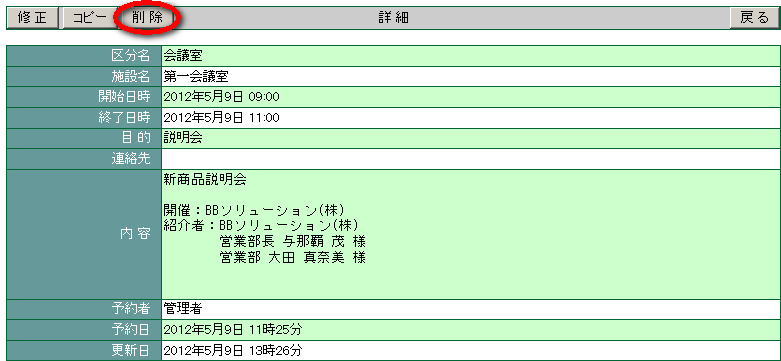 修正 コピー 削除 詳細 戻る
区分名 会議室
施設名 第一会議室
開始日時 2012年5月9日 09:00
終了日時 2012年5月9日 11:00
目的 説明会
連絡先
内容 新商品説明会
開催：BBソリューション(株)
紹介者：BBソリューション(株)
営業部長 与那覇 茂 様
営業部 大田 真奈美 様
予約者 管理者
予約日 2012年5月9日 11時25分
更新日 2012年5月9日 13時26分